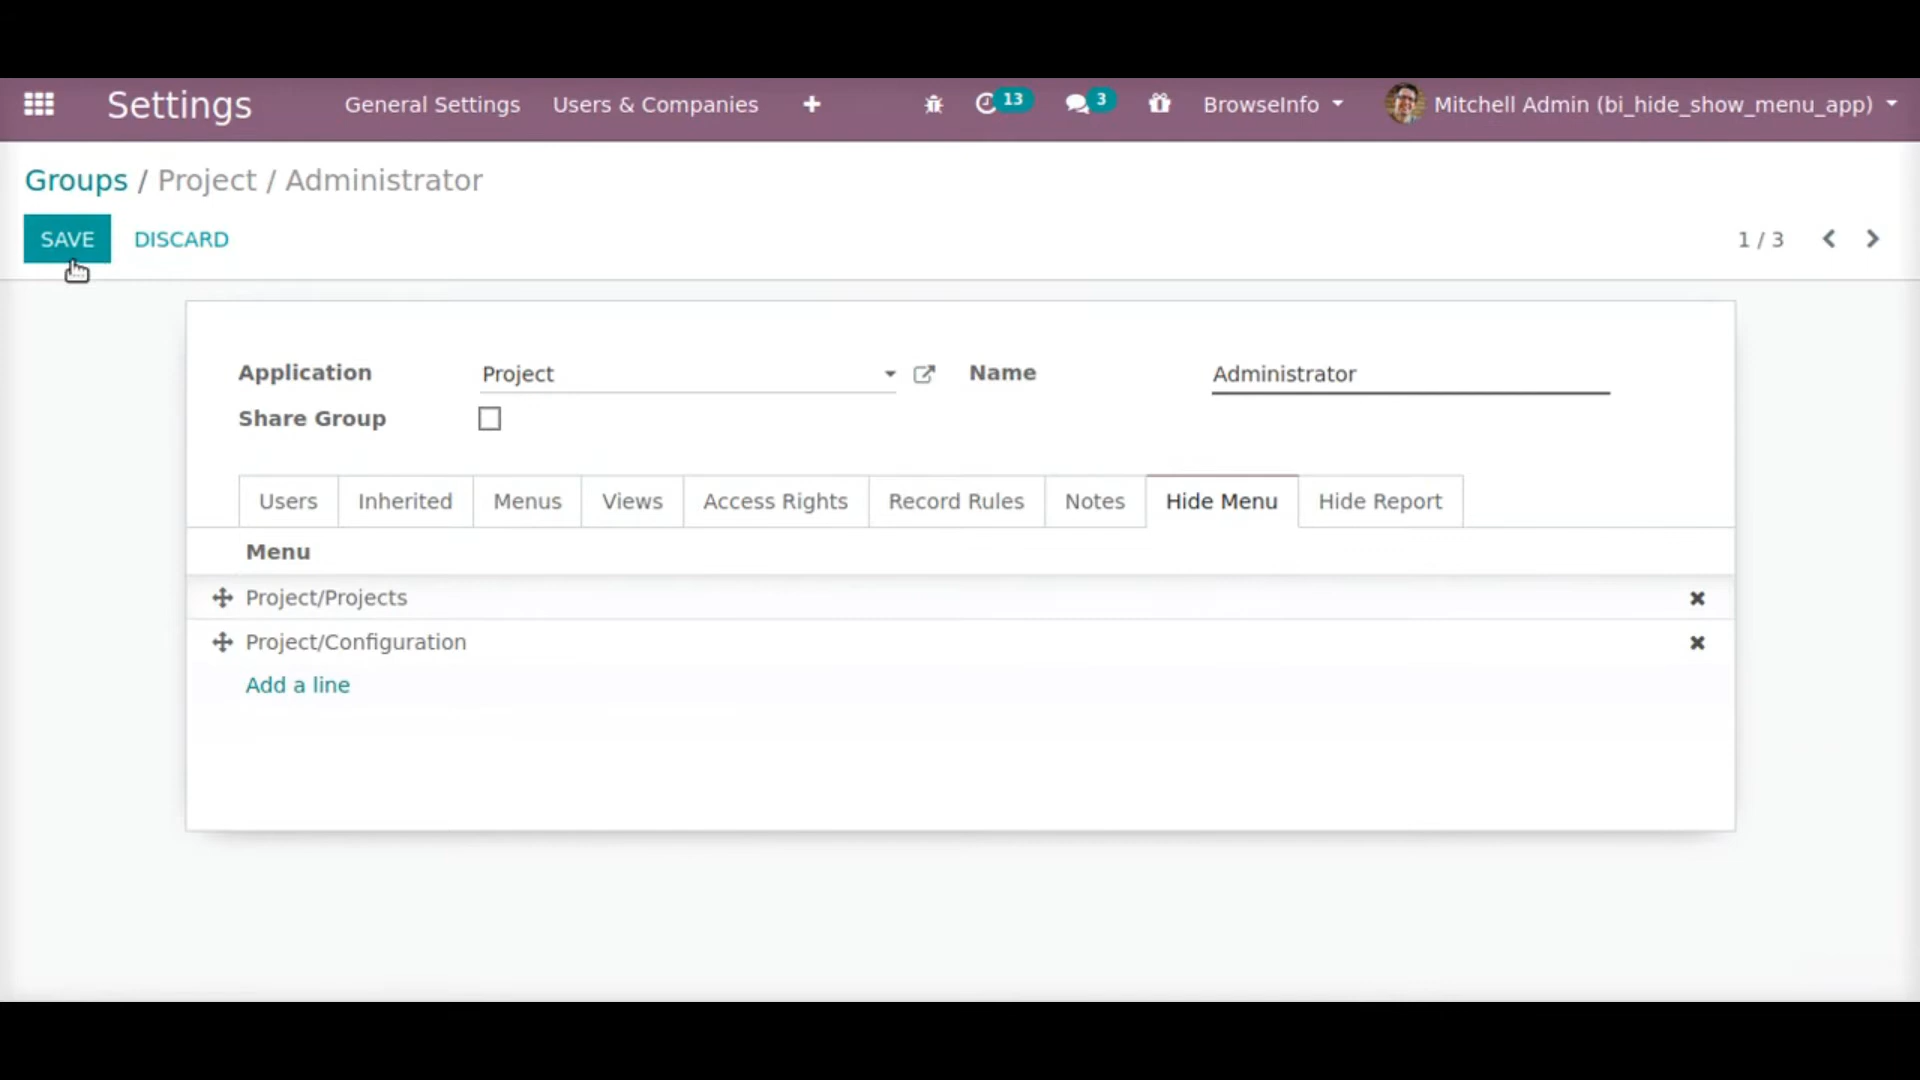 Settings General Settings Users & Companies 13 3 BrowseInfo Mitchell Admin (bi_hide_show_menu_app)
Groups / Project / Administrator
SAVE DISCARD 1 / 3
Application Project Name Administrator
Share Group
Users Inherited Menus Views Access Rights Record Rules Notes Hide Menu Hide Report
Menu
Project/Projects
Project/Configuration
Add a line